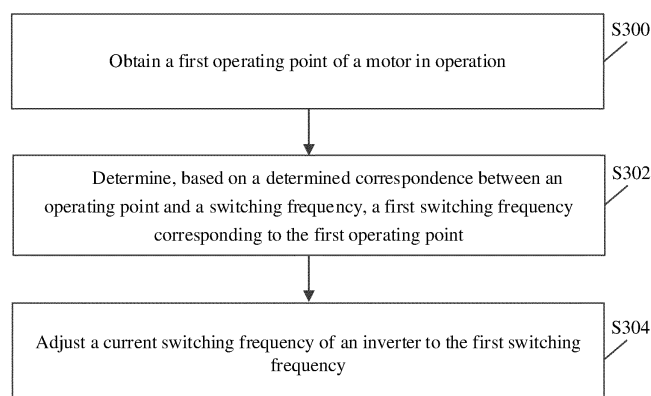 S300
Obtain a first operating point of a motor in operation
S302
Determine, based on a determined correspondence between an
operating point and a switching frequency, a first switching frequency
corresponding to the first operating point
S304
Adjust a current switching frequency of an inverter to the first switching
frequency